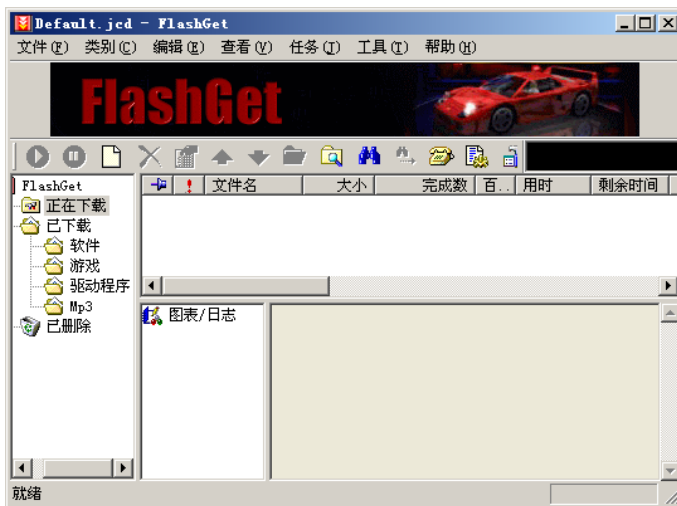 Default.jcd - FlashGet
文件(F) 类别(C) 编辑(E) 查看(V) 任务(J) 工具(T) 帮助(H)
FlashGet
FlashGet
文件名 大小 完成数 百.. 用时 剩余时间
正在下载
已下载
软件
游戏
驱动程序
Mp3
已删除
图表/日志
就绪